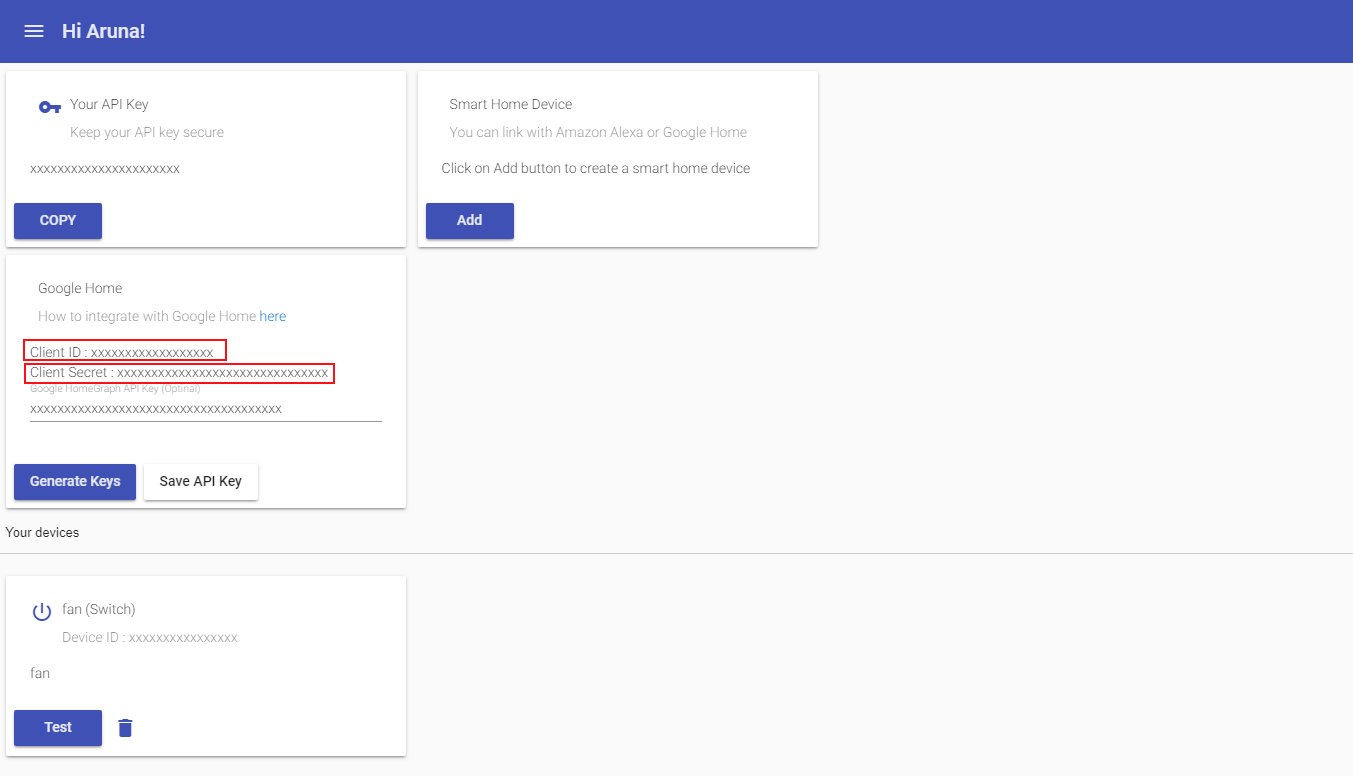 Hi Aruna!
Your API Key
Keep your API key secure
xxxxxxxxxxxxxxxxxxxxxx
COPY
Smart Home Device
You can link with Amazon Alexa or Google Home
Click on Add button to create a smart home device
Add
Google Home
How to integrate with Google Home here
Client ID : xxxxxxxxxxxxxxxxxx
Client Secret : xxxxxxxxxxxxxxxxxxxxxxxxxxxxxxx
Google HomeGraph API Key (Optinal)
xxxxxxxxxxxxxxxxxxxxxxxxxxxxxxxxxxxxx
Generate Keys
Save API Key
Your devices
fan (Switch)
Device ID : xxxxxxxxxxxxxxxx
fan
Test